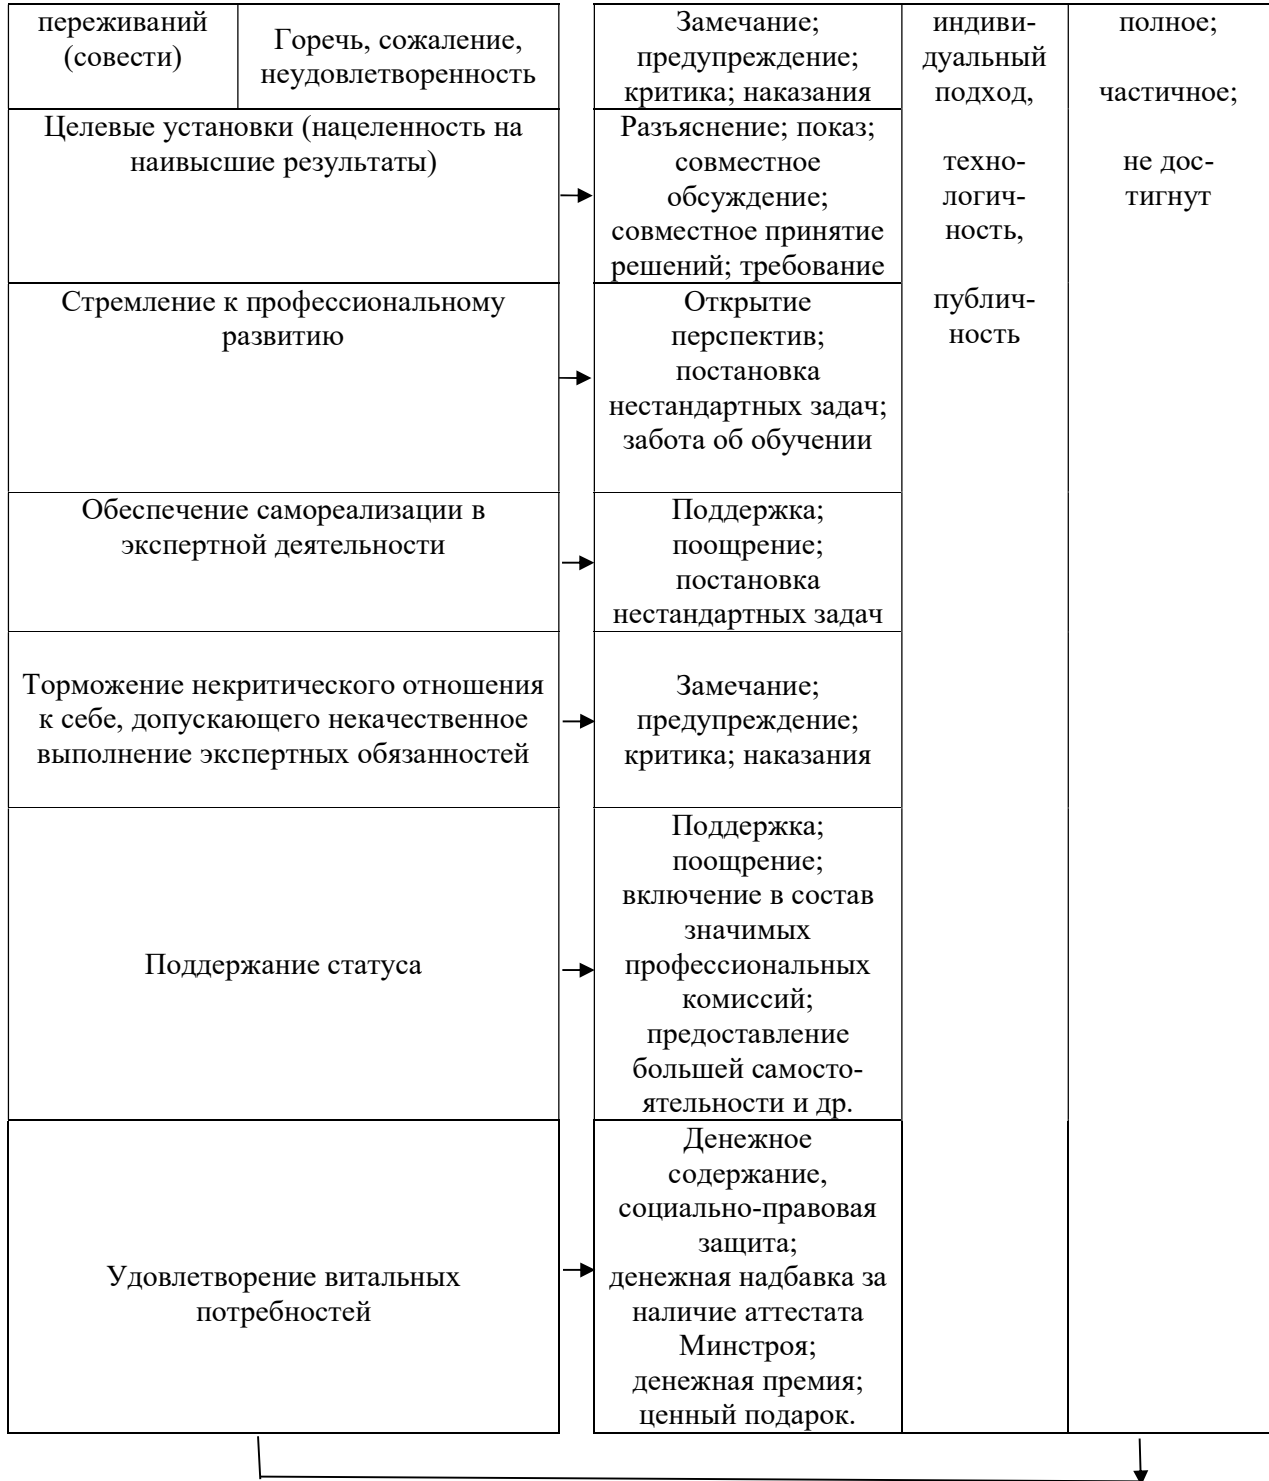 переживаний
(совести)
Горечь, сожаление,
неудовлетворенность
Замечание;
предупреждение;
критика; наказания
индиви-
дуальный
подход,
техно-
логич-
ность,
публич-
ность
полное;
частичное;
не дос-
тигнут
Целевые установки (нацеленность на
наивысшие результаты)
Разъяснение; показ;
совместное
обсуждение;
совместное принятие
решений; требование
Стремление к профессиональному
развитию
Открытие
перспектив;
постановка
нестандартных задач;
забота об обучении
Обеспечение самореализации в
экспертной деятельности
Поддержка;
поощрение;
постановка
нестандартных задач
Торможение некритического отношения
к себе, допускающего некачественное
выполнение экспертных обязанностей
Замечание;
предупреждение;
критика; наказания
Поддержание статуса
Поддержка;
поощрение;
включение в состав
значимых
профессиональных
комиссий;
предоставление
большей самосто-
ятельности и др.
Удовлетворение витальных
потребностей
Денежное
содержание,
социально-правовая
защита;
денежная надбавка за
наличие аттестата
Минстроя;
денежная премия;
ценный подарок.